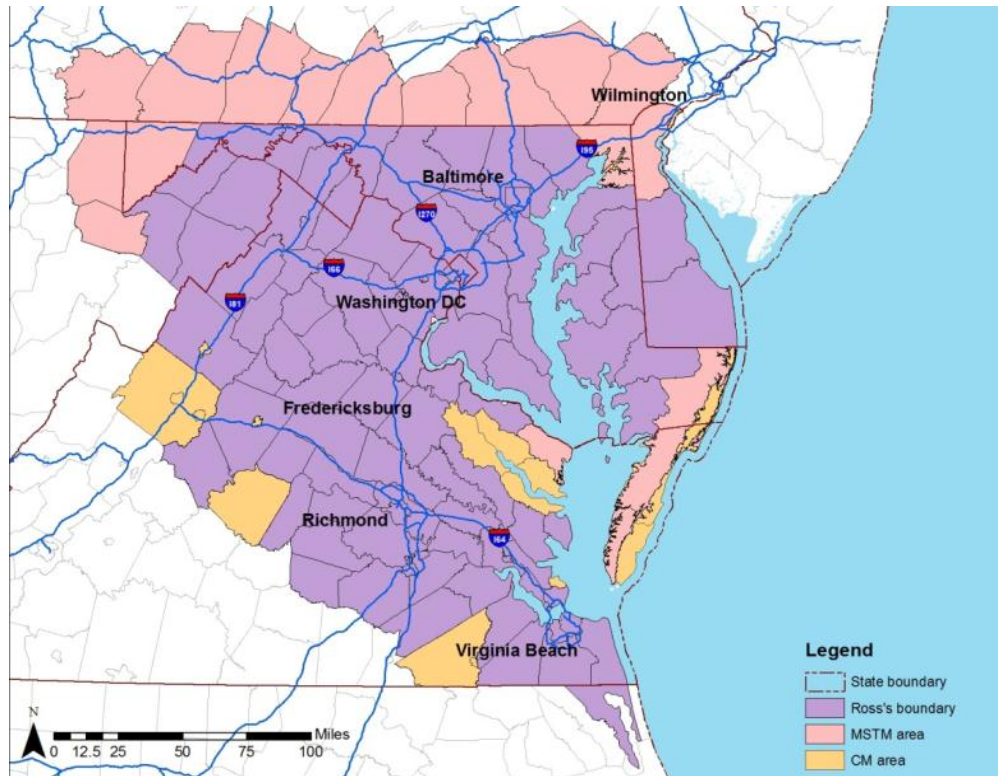 Wilmington
I95
Baltimore
I270
I66
Washington DC
I81
Fredericksburg
Richmond
I64
Virginia Beach
Legend
State boundary
Ross's boundary
MSTM area
CM area
N
Miles
0 12.5 25 50 75 100